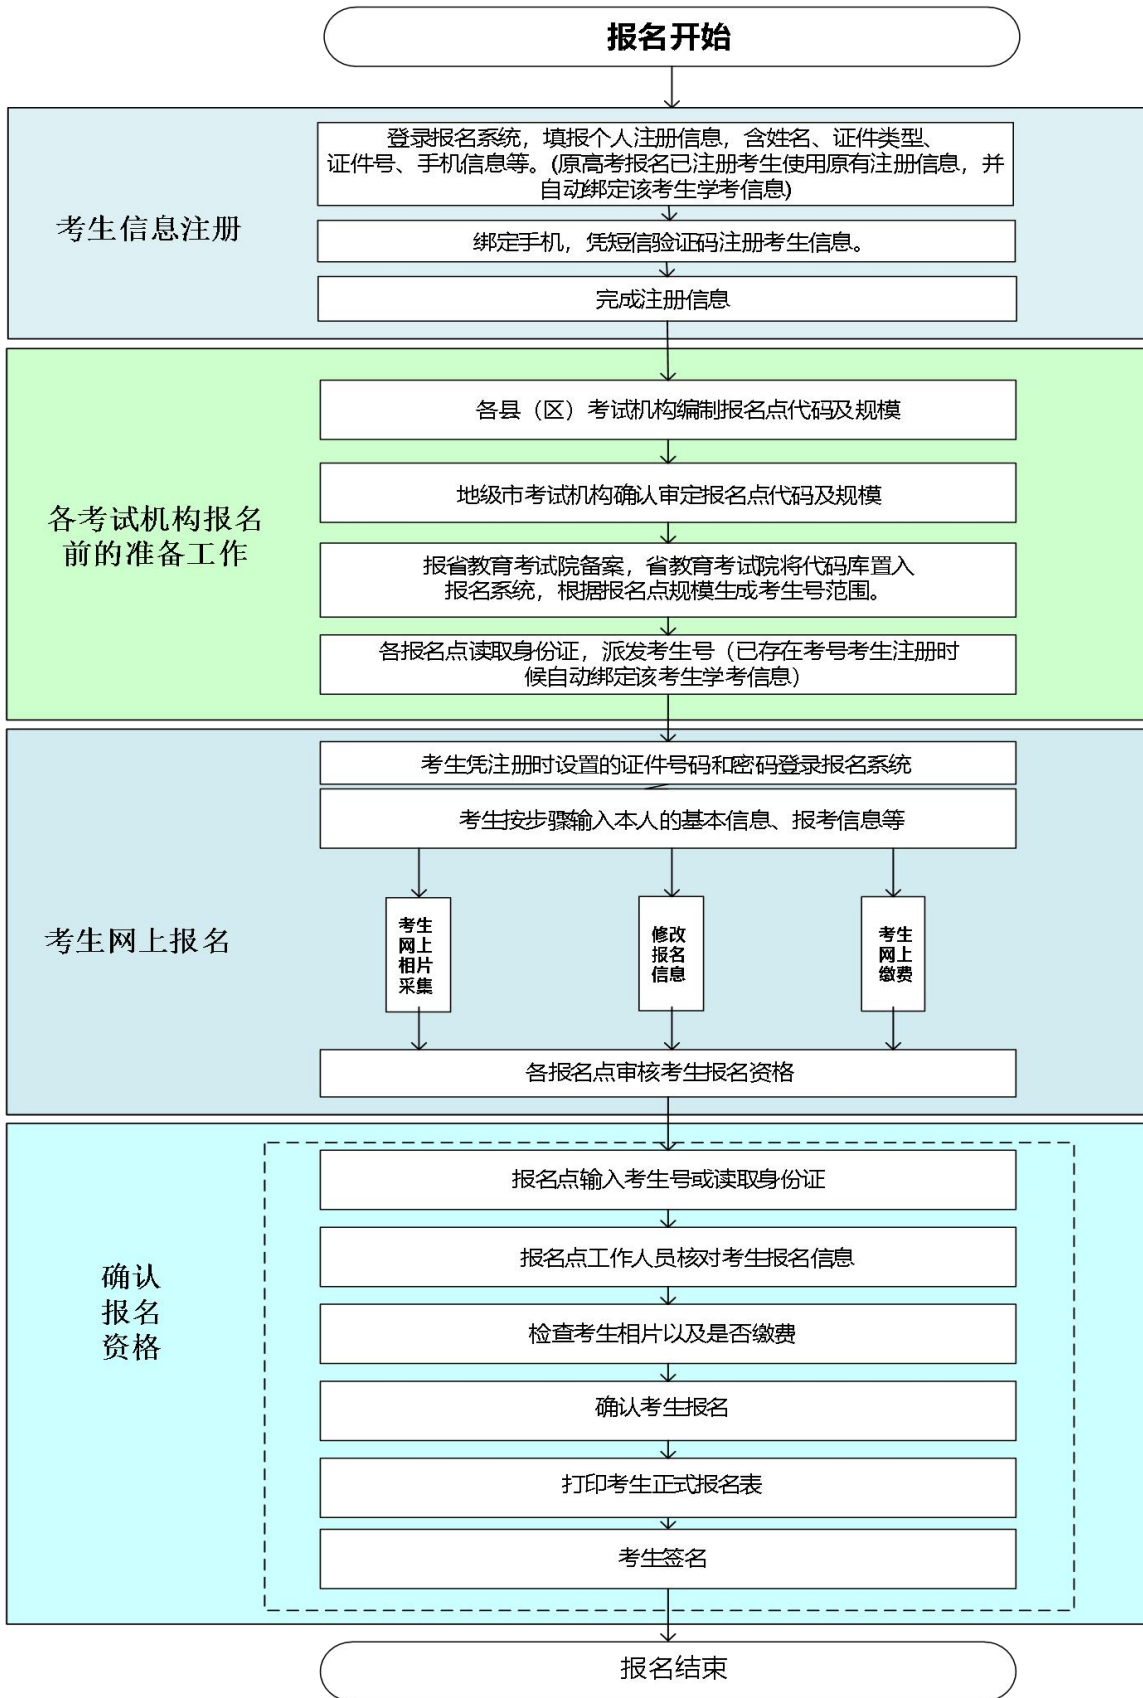 报名开始
考生信息注册
登录报名系统，填报个人注册信息，含姓名、证件类型、
证件号、手机信息等。(原高考报名已注册考生使用原有注册信息，并
自动绑定该考生学考信息)
绑定手机，凭短信验证码注册考生信息。
完成注册信息
各考试机构报名
前的准备工作
各县（区）考试机构编制报名点代码及规模
地级市考试机构确认审定报名点代码及规模
报省教育考试院备案，省教育考试院将代码库置入
报名系统，根据报名点规模生成考生号范围。
各报名点读取身份证，派发考生号（已存在考号考生注册时
候自动绑定该考生学考信息）
考生网上报名
考生凭注册时设置的证件号码和密码登录报名系统
考生按步骤输入本人的基本信息、报考信息等
考生
网上
相片
采集
修改
报名
信息
考生
网上
缴费
各报名点审核考生报名资格
确认
报名
资格
报名点输入考生号或读取身份证
报名点工作人员核对考生报名信息
检查考生相片以及是否缴费
确认考生报名
打印考生正式报名表
考生签名
报名结束